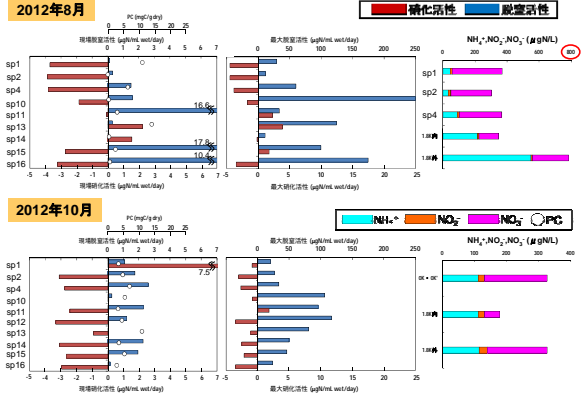 2012年8月
硝化活性 脱窒活性
PC (mgC/g dry)
0 5 10 15
現場脱窒活性 (μgN/mL wet/day)
0 1 2 3 4 5 6 7
最大脱窒活性 (μgN/mL wet/day)
0 5 10 15 20 25
NH₄⁺,NO₂⁻,NO₃⁻ (μgN/L)
0 200 400 600 800
sp1
sp2
sp4
sp10
sp11
sp13
sp14
sp15
sp16
16.6
17.8
10.4
sp1
sp2
sp4
-5 -4 -3 -2 -1 0 1 2 3 4 5 6 7
現場硝化活性 (μgN/mL wet/day)
-5 0 5 10 15 20 25
最大硝化活性 (μgN/mL wet/day)
2012年10月
NH₄⁺ NO₂⁻ NO₃⁻ PC
PC (mgC/g dry)
0 5 10 15
現場脱窒活性 (μgN/mL wet/day)
0 1 2 3 4 5 6 7
最大脱窒活性 (μgN/mL wet/day)
0 5 10 15 20 25
NH₄⁺,NO₂⁻,NO₃⁻ (μgN/L)
0 200 400
sp1
sp2
sp4
sp10
sp11
sp12
sp13
sp14
sp15
sp16
7.5
-5 -4 -3 -2 -1 0 1 2 3 4 5 6 7
現場硝化活性 (μgN/mL wet/day)
-5 0 5 10 15 20 25
最大硝化活性 (μgN/mL wet/day)